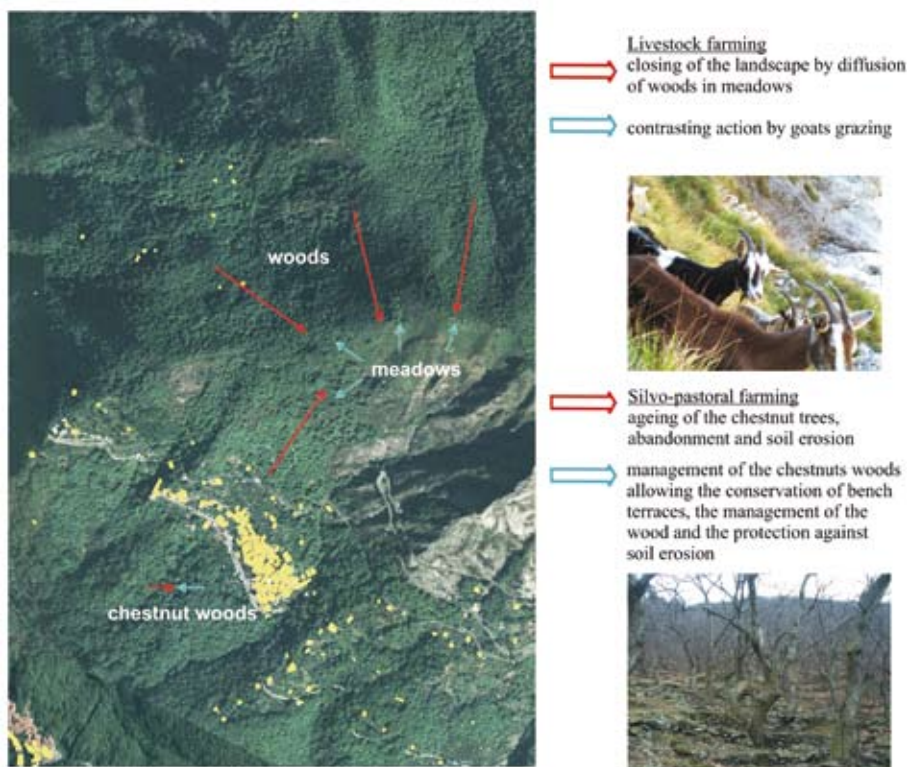 woods
meadows
chestnut woods
Livestock farming
closing of the landscape by diffusion
of woods in meadows
contrasting action by goats grazing
Silvo-pastoral farming
ageing of the chestnut trees,
abandonment and soil erosion
management of the chestnuts woods
allowing the conservation of bench
terraces, the management of the
wood and the protection against
soil erosion